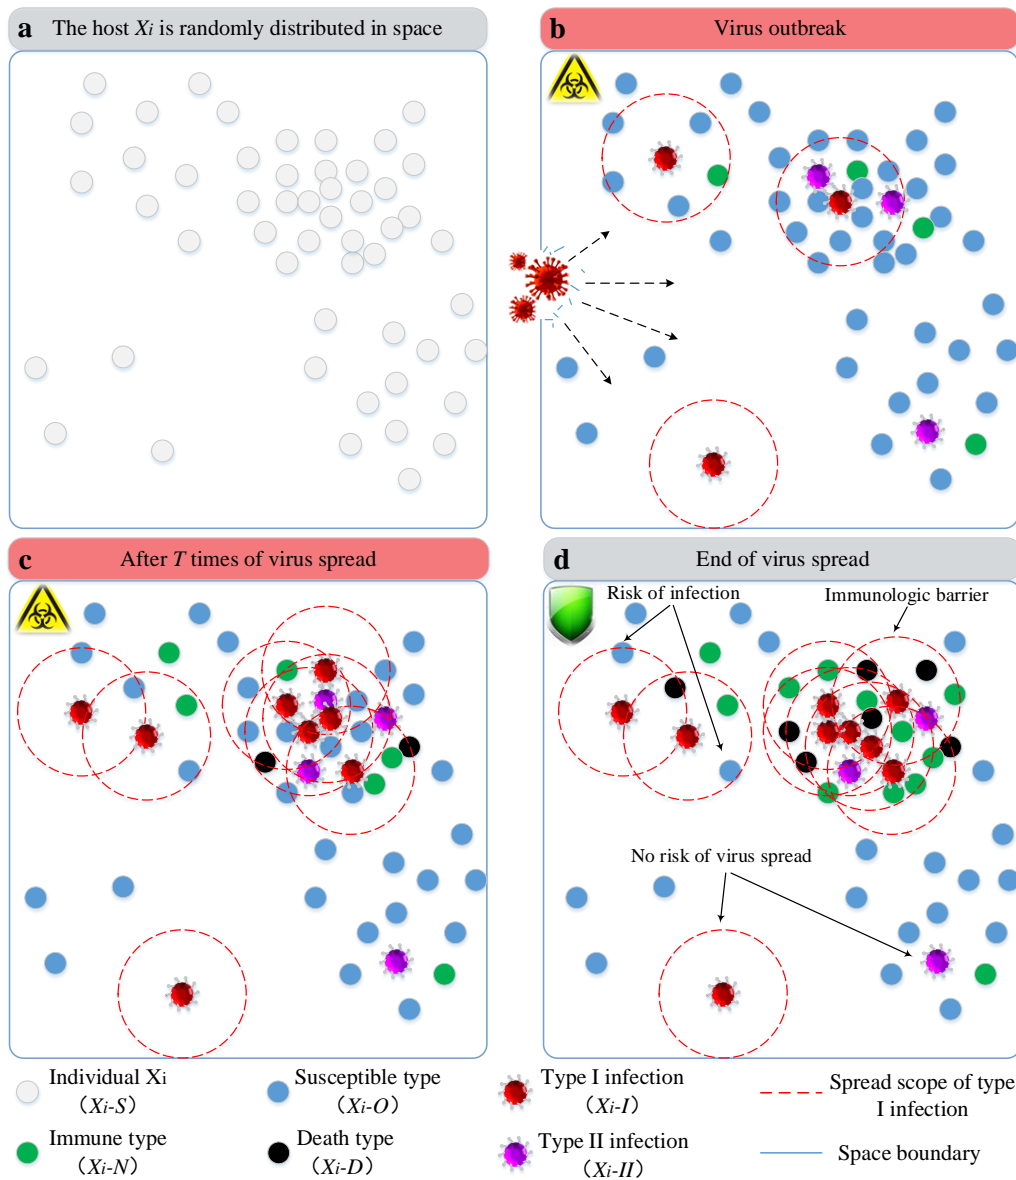 a The host Xi is randomly distributed in space
b Virus outbreak
c After T times of virus spread
d End of virus spread
Risk of infection
Immunologic barrier
No risk of virus spread
Individual Xi
(Xi-S)
Susceptible type
(Xi-O)
Type I infection
(Xi-I)
Spread scope of type
I infection
Immune type
(Xi-N)
Death type
(Xi-D)
Type II infection
(Xi-II)
Space boundary